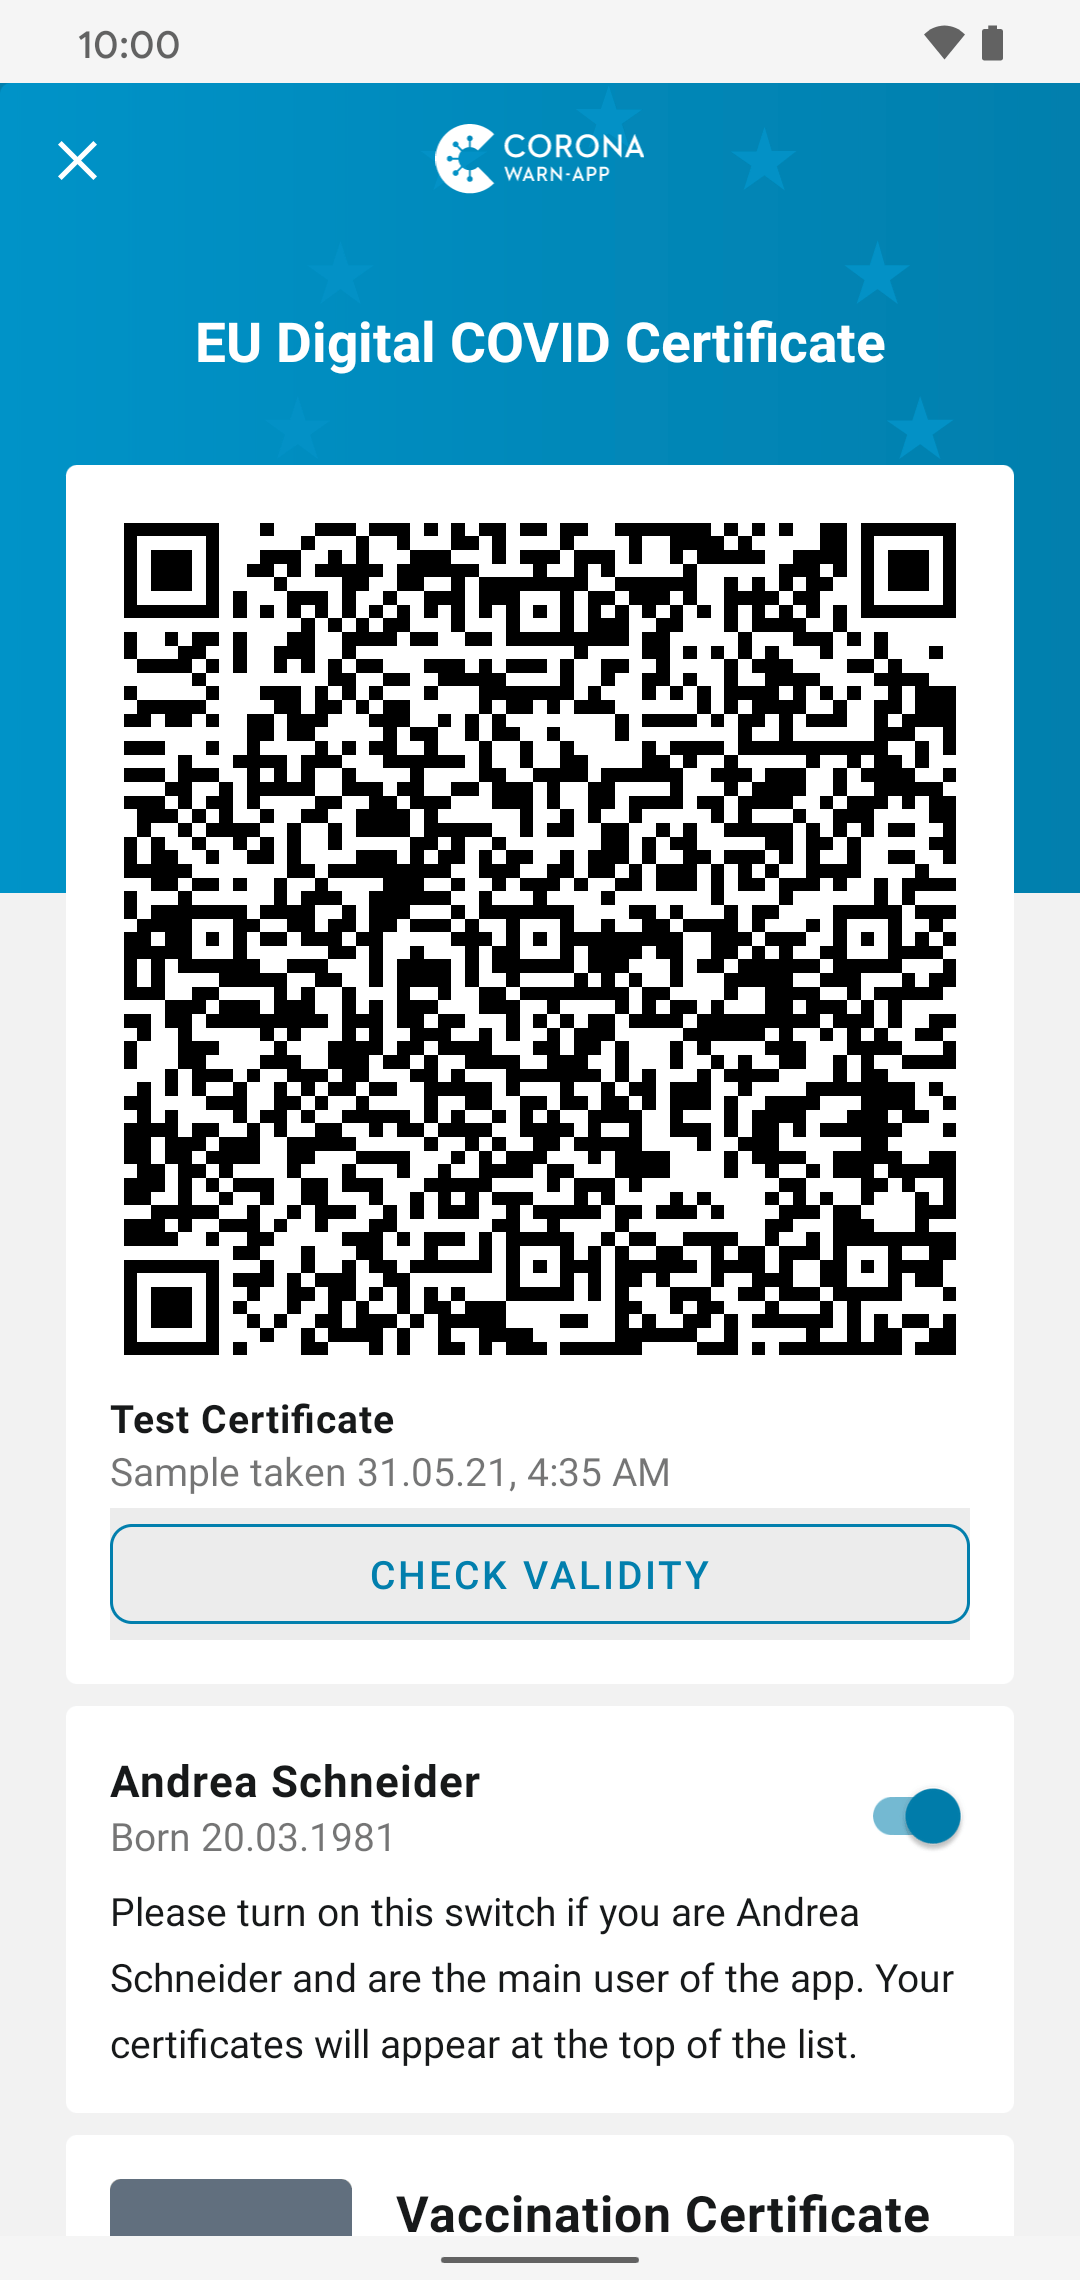 10:00
CORONA
WARN-APP
EU Digital COVID Certificate
Test Certificate
Sample taken 31.05.21, 4:35 AM
CHECK VALIDITY
Andrea Schneider
Born 20.03.1981
Please turn on this switch if you are Andrea
Schneider and are the main user of the app. Your
certificates will appear at the top of the list.
Vaccination Certificate